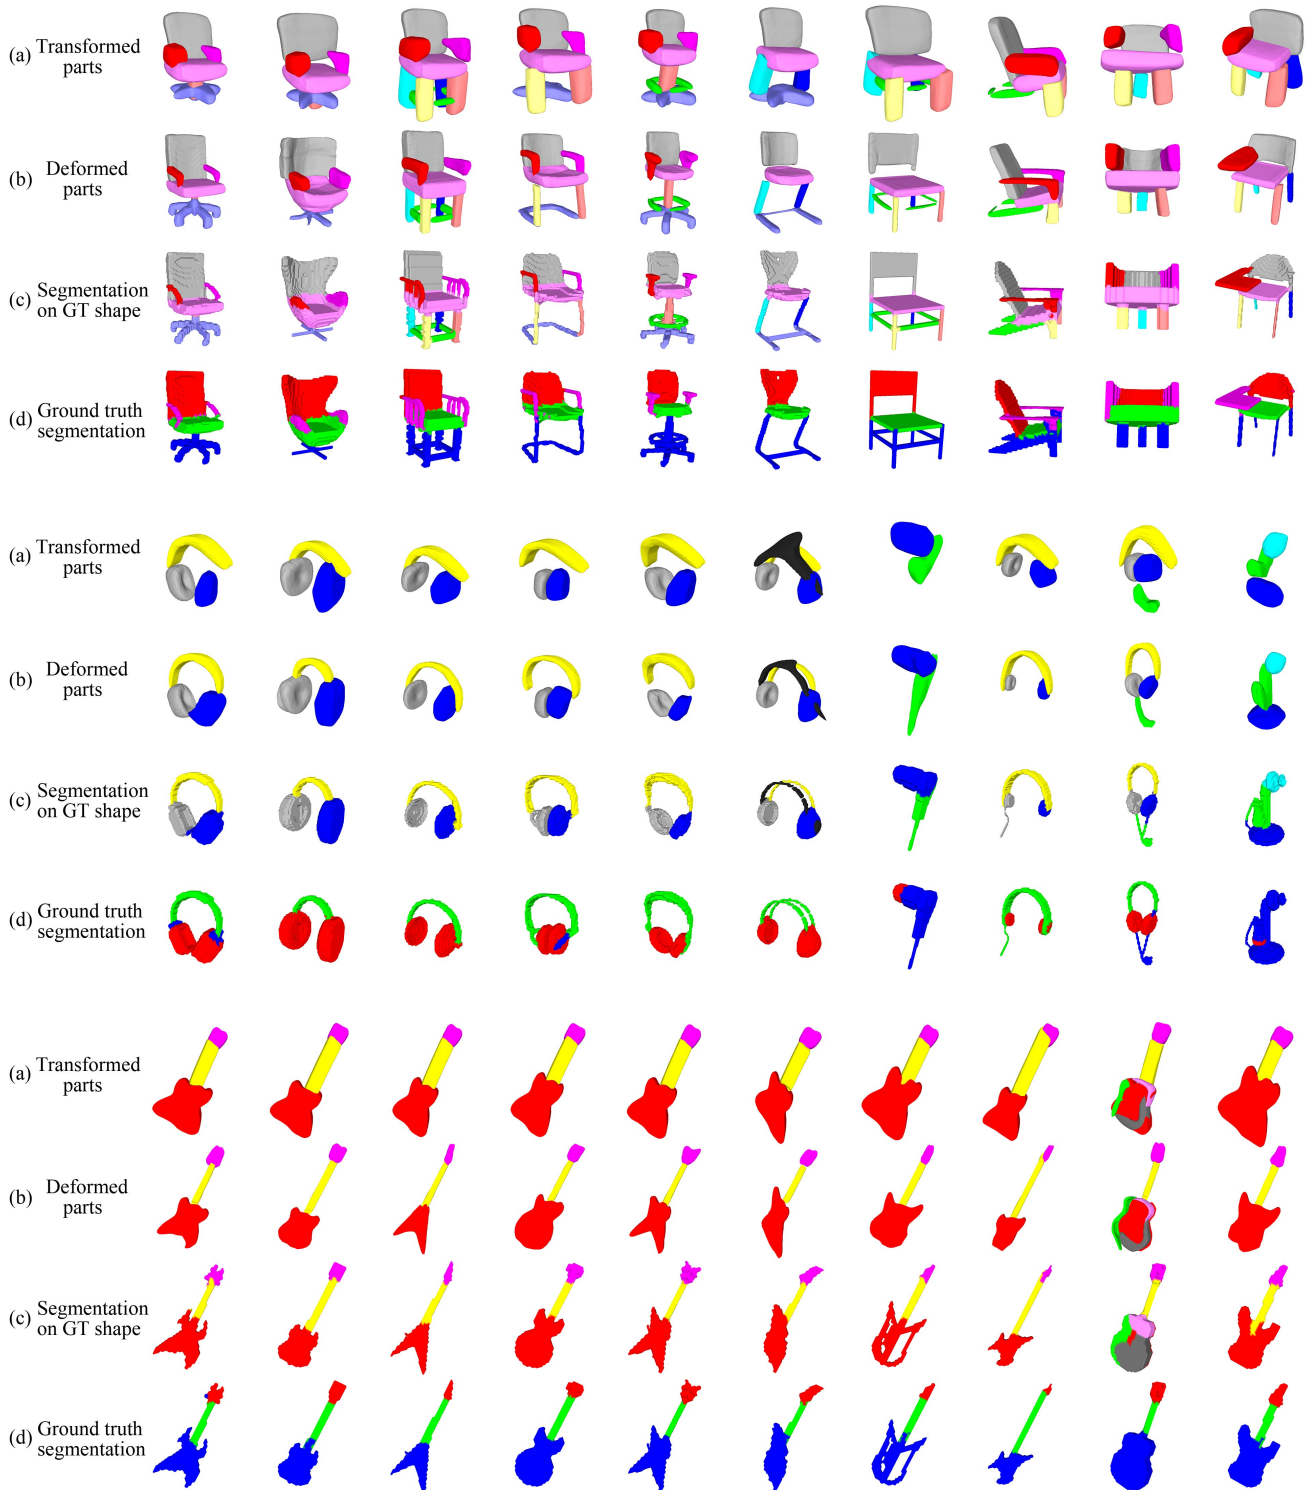 (a) Transformed
parts
(b) Deformed
parts
(c) Segmentation
on GT shape
(d) Ground truth
segmentation
(a) Transformed
parts
(b) Deformed
parts
(c) Segmentation
on GT shape
(d) Ground truth
segmentation
(a) Transformed
parts
(b) Deformed
parts
(c) Segmentation
on GT shape
(d) Ground truth
segmentation